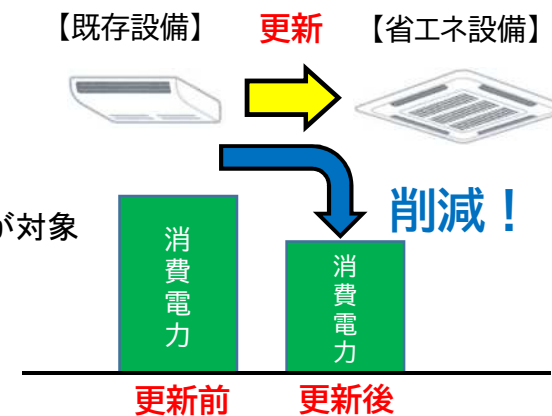 【既存設備】 更新 【省エネ設備】
削減！
が対象
消費電力
消費電力
更新前 更新後